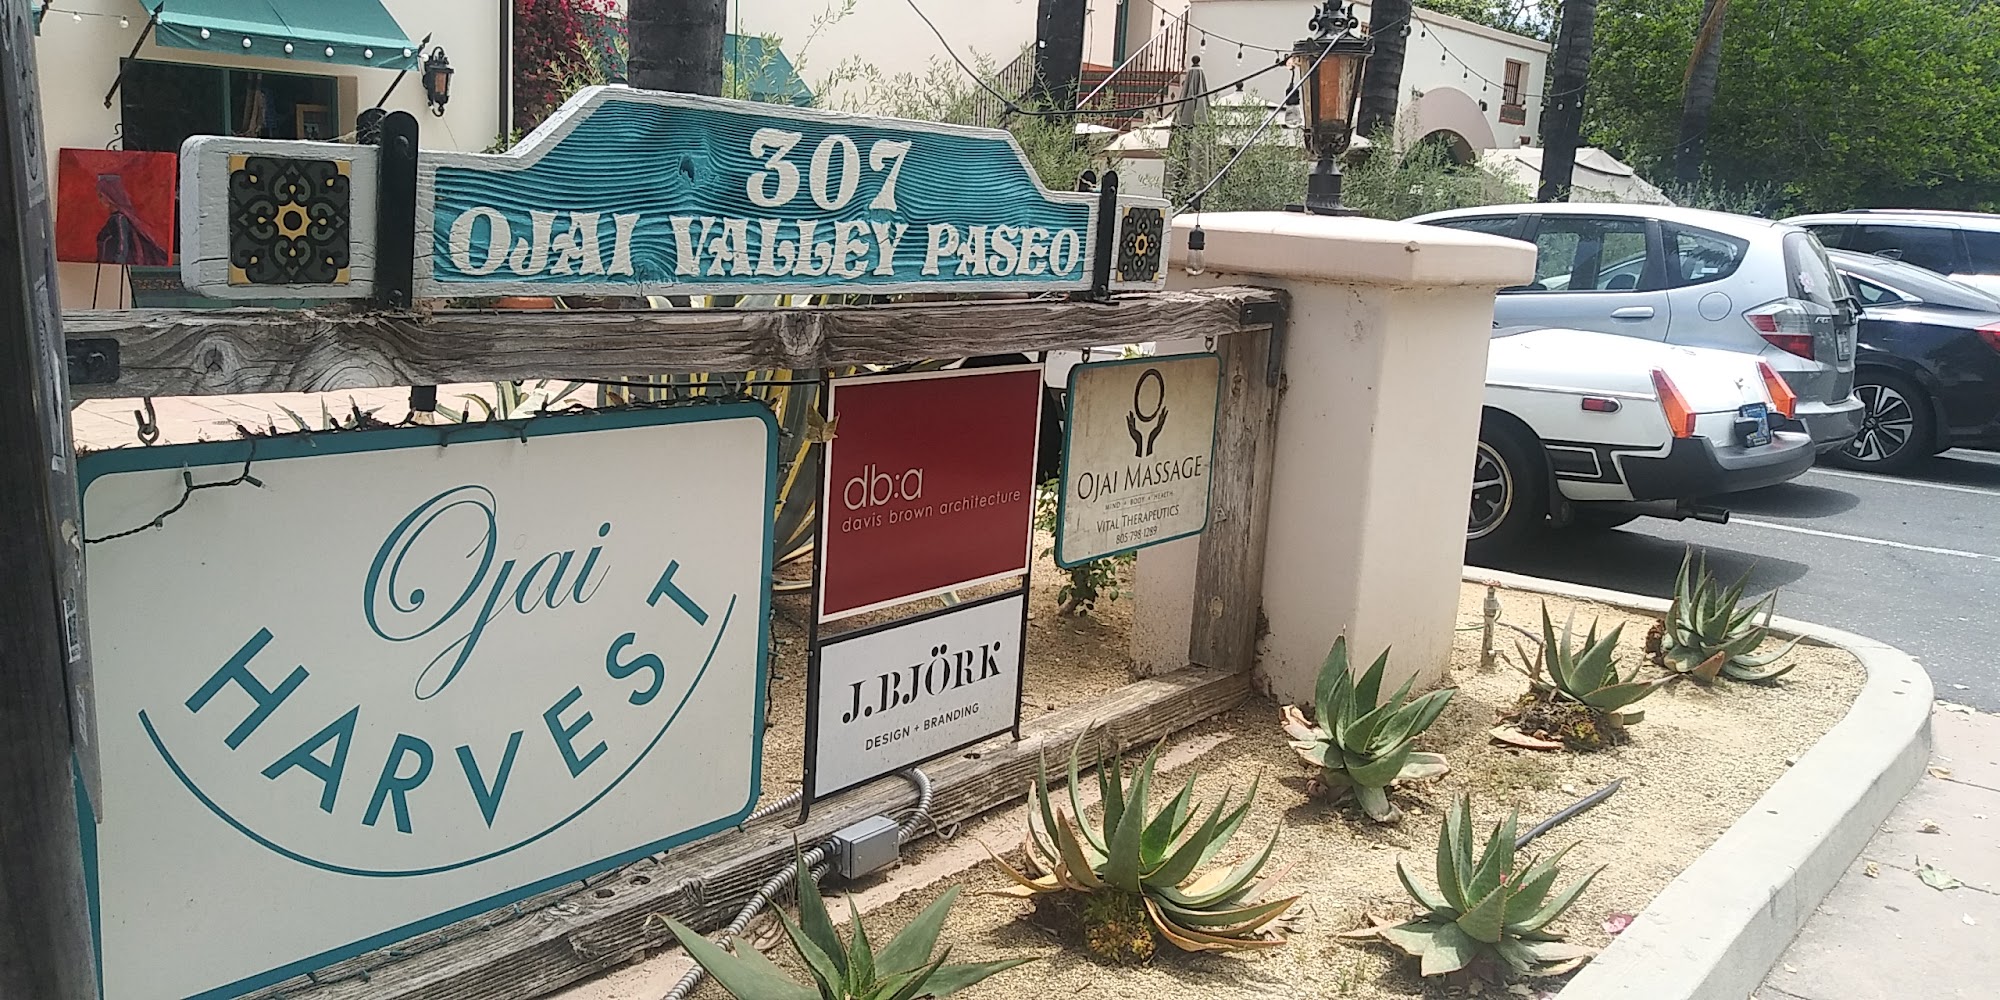 307
OJAI VALLEY PASEO
Ojai
HARVEST
db:a
davis brown architecture
J.BJÖRK
DESIGN + BRANDING
OJAI MASSAGE
MIND + BODY + HEALTH
VITAL THERAPEUTICS
805·798·1289